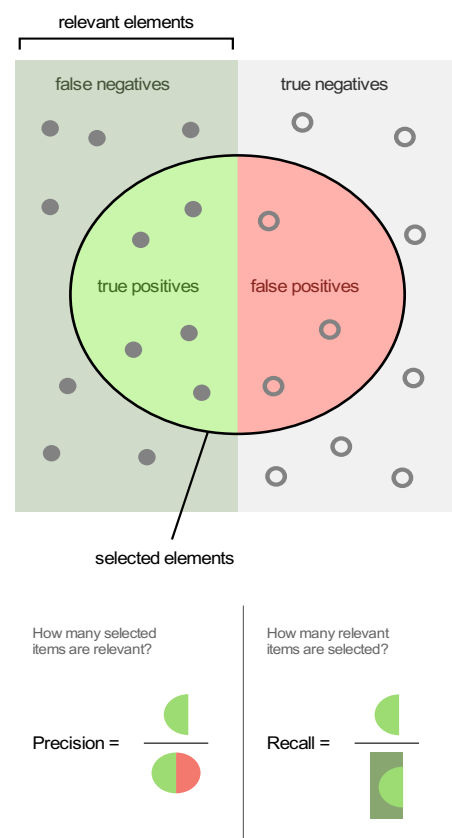 relevant elements
false negatives
true negatives
true positives
false positives
selected elements
How many selected
items are relevant?
How many relevant
items are selected?
Precision =
Recall =